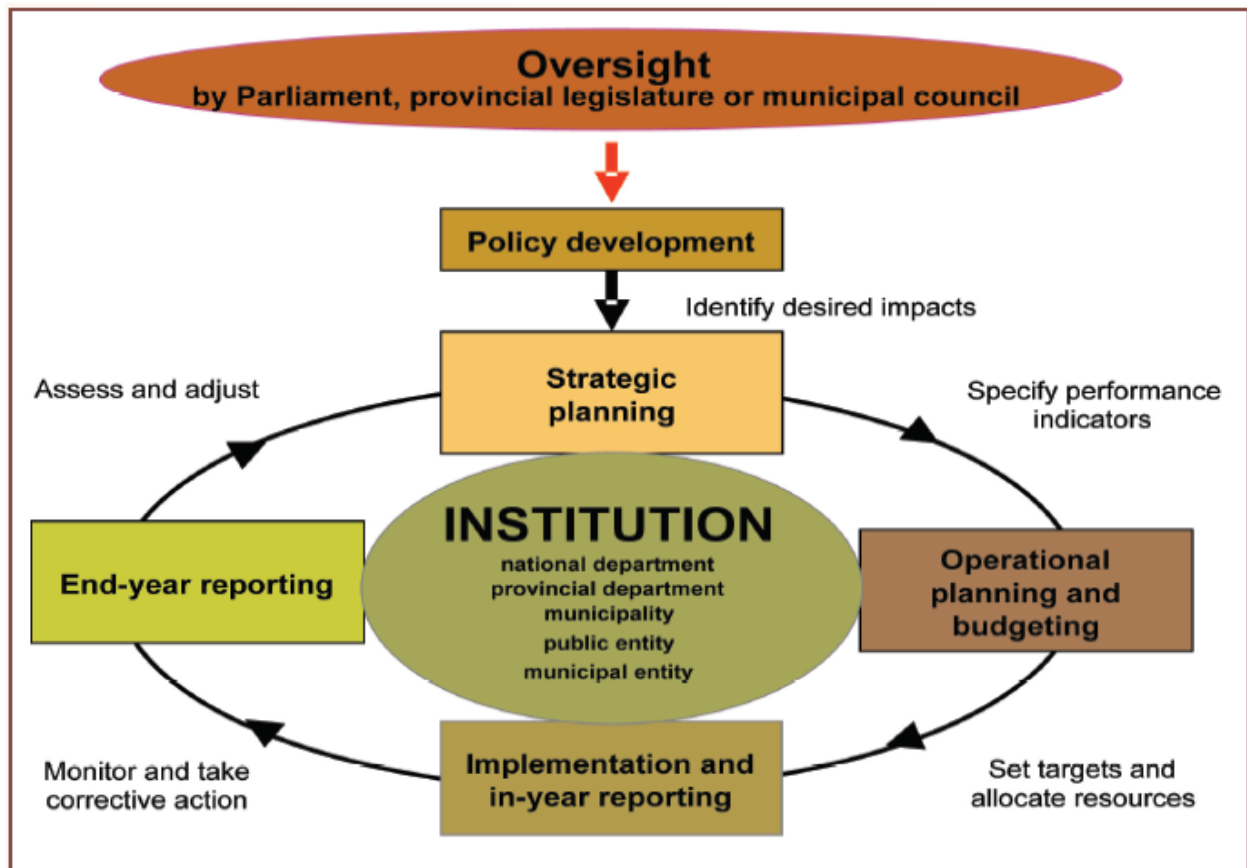 Oversight
by Parliament, provincial legislature or municipal council
Policy development
Identify desired impacts
Strategic
planning
Assess and adjust
Specify performance
indicators
INSTITUTION
national department
provincial department
municipality
public entity
municipal entity
End-year reporting
Operational
planning and
budgeting
Implementation and
in-year reporting
Monitor and take
corrective action
Set targets and
allocate resources